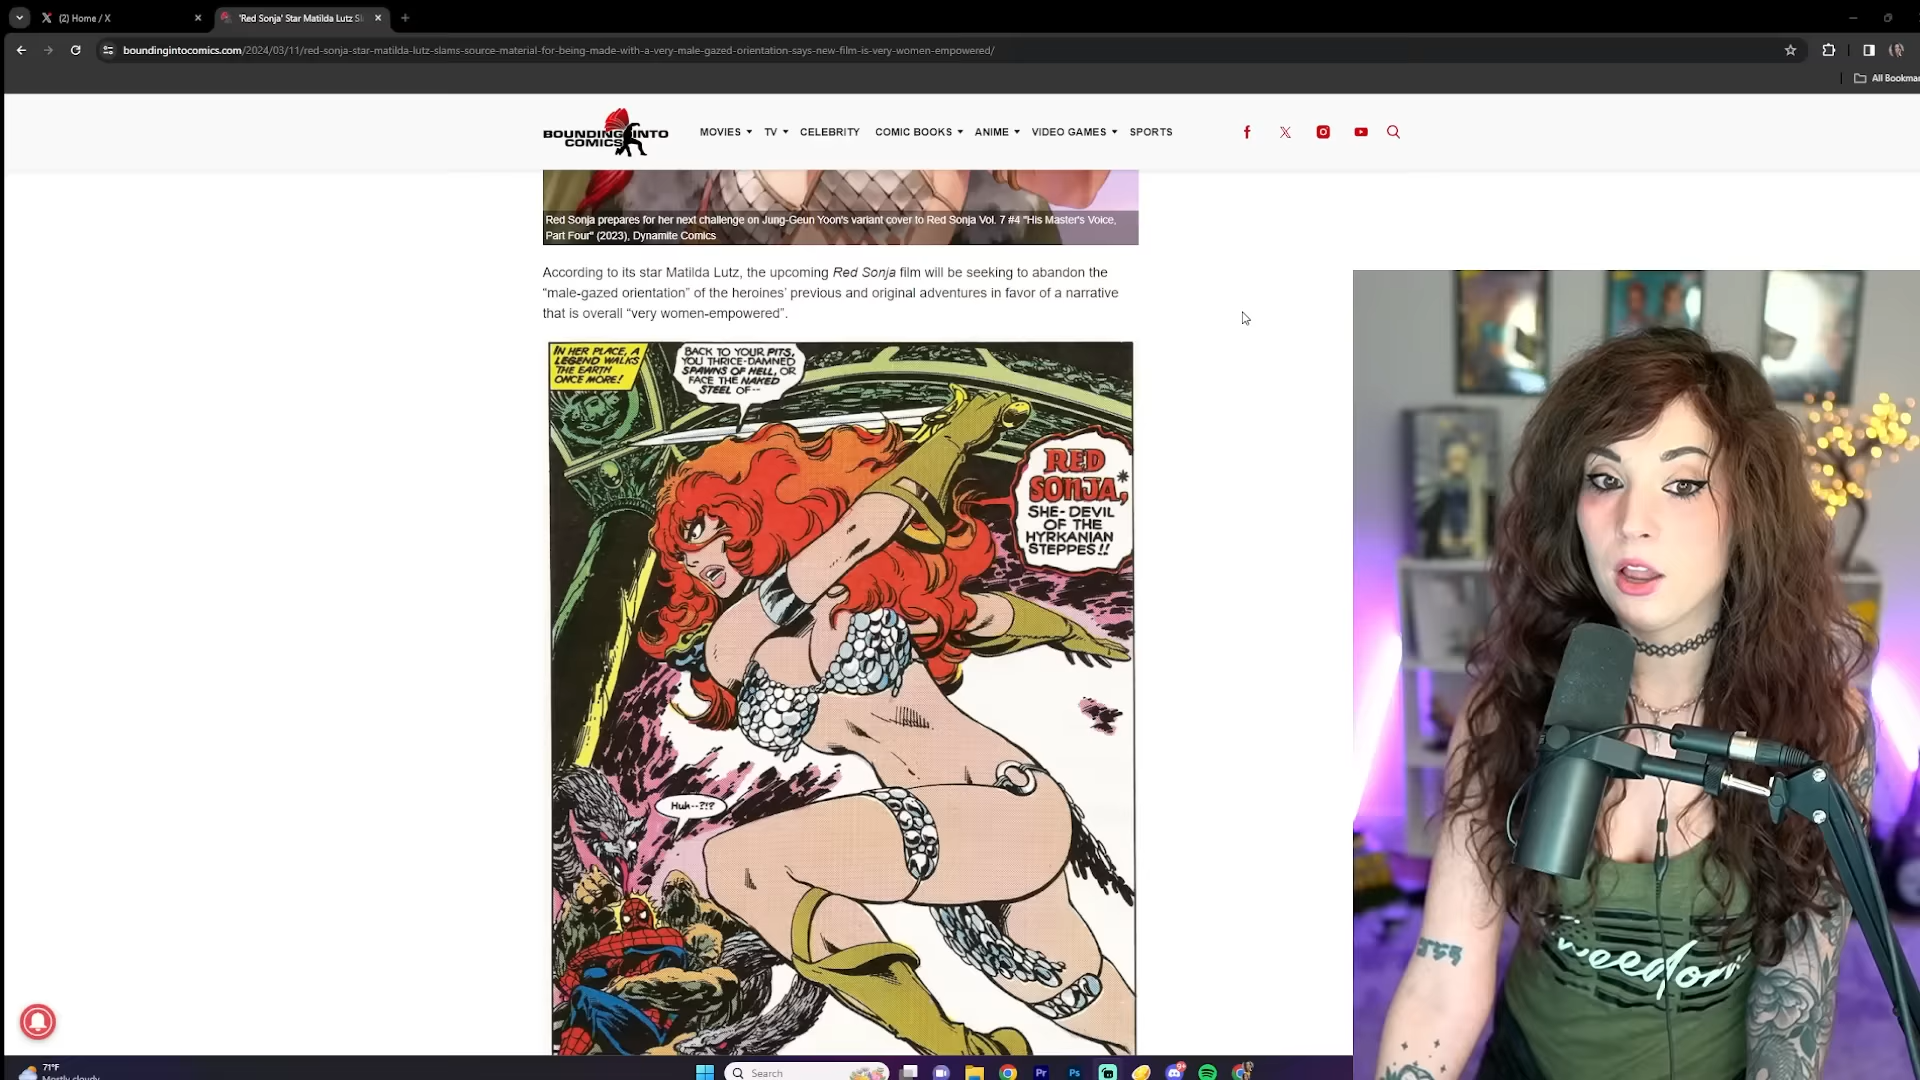 (2) Home / X
'Red Sonja' Star Matilda Lutz Sl
boundingintocomics.com/2024/03/11/red-sonja-star-matilda-lutz-slams-source-material-for-being-made-with-a-very-male-gazed-orientation-says-new-film-is-very-women-empowered/
All Bookmar
BOUNDING INTO
COMICS
MOVIES TV CELEBRITY COMIC BOOKS ANIME VIDEO GAMES SPORTS
Red Sonja prepares for her next challenge on Jung-Geun Yoon's variant cover to Red Sonja Vol. 7 #4 "His Master's Voice,
Part Four" (2023), Dynamite Comics
According to its star Matilda Lutz, the upcoming Red Sonja film will be seeking to abandon the
“male-gazed orientation” of the heroines’ previous and original adventures in favor of a narrative
that is overall “very women-empowered”.
IN HER PLACE, A
LEGEND WALKS
THE EARTH
ONCE MORE!
BACK TO YOUR PITS,
YOU THRICE-DAMNED
SPAWNS OF HELL, OR
FACE THE NAKED
STEEL OF--
RED
SONJA,*
SHE-DEVIL
OF THE
HYRKANIAN
STEPPES!!
Huh--?!?
71°F
Mostly cloudy
Search
Pr
Ps